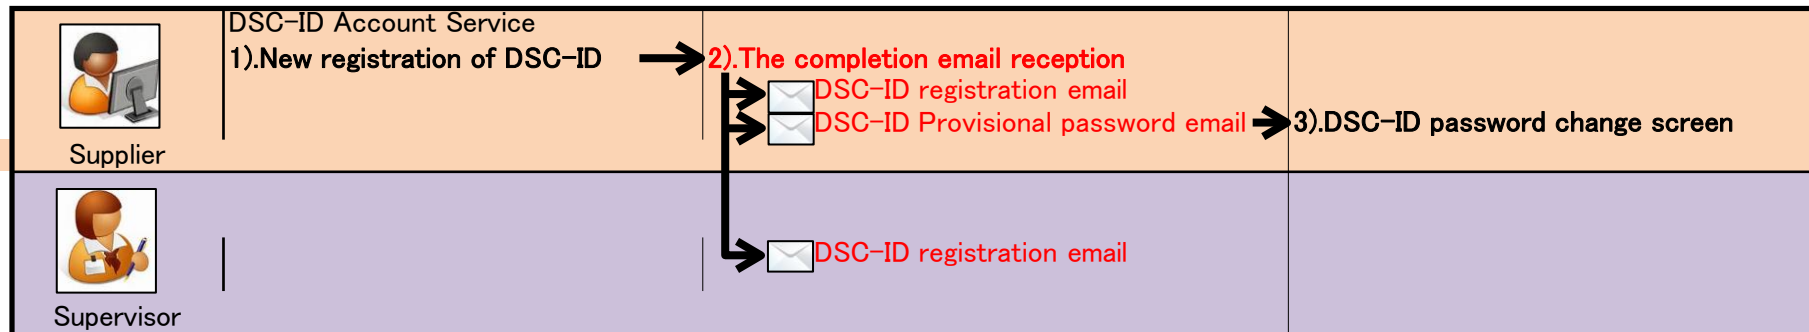 DSC-ID Account Service
1).New registration of DSC-ID
2).The completion email reception
DSC-ID registration email
DSC-ID Provisional password email
3).DSC-ID password change screen
Supplier
DSC-ID registration email
Supervisor